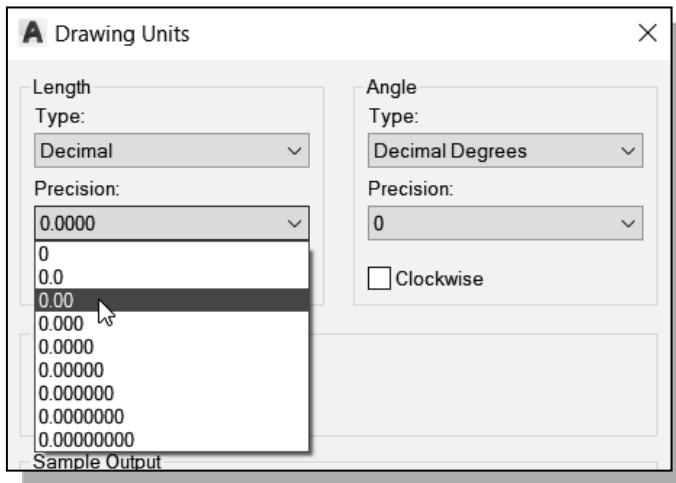 A Drawing Units
Length
Type:
Decimal
Precision:
0.0000
0
0.0
0.00
0.000
0.0000
0.00000
0.000000
0.0000000
0.00000000
Angle
Type:
Decimal Degrees
Precision:
0
Clockwise
Sample Output